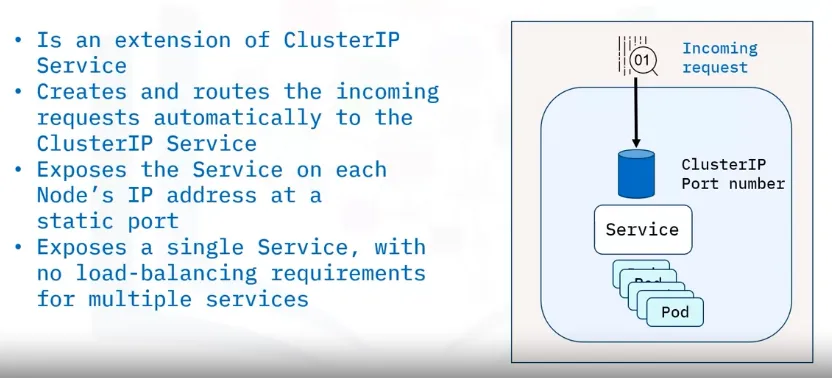 • Is an extension of ClusterIP
Service
• Creates and routes the incoming
requests automatically to the
ClusterIP Service
• Exposes the Service on each
Node's IP address at a
static port
• Exposes a single Service, with
no load-balancing requirements
for multiple services
01
Incoming
request
ClusterIP
Port number
Service
Pod
Pod